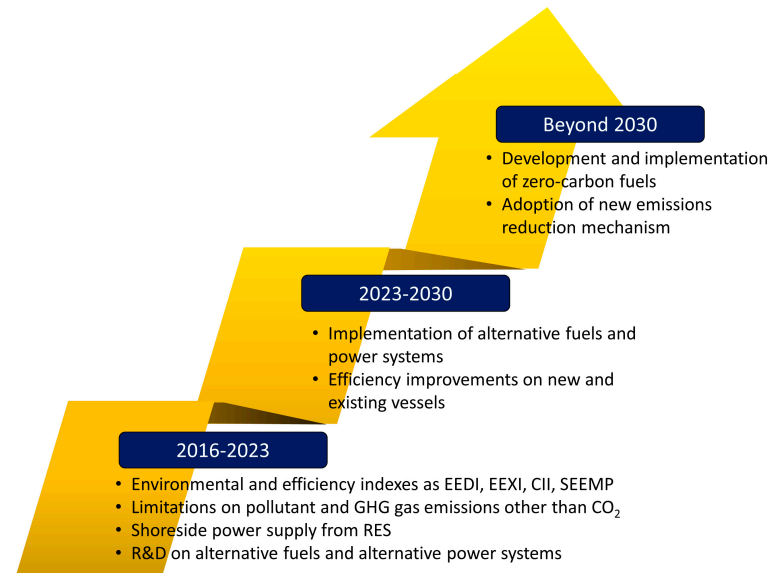 Beyond 2030
• Development and implementation
of zero-carbon fuels
• Adoption of new emissions
reduction mechanism
2023-2030
• Implementation of alternative fuels and
power systems
• Efficiency improvements on new and
existing vessels
2016-2023
• Environmental and efficiency indexes as EEDI, EEXI, CII, SEEMP
• Limitations on pollutant and GHG gas emissions other than CO₂
• Shoreside power supply from RES
• R&D on alternative fuels and alternative power systems